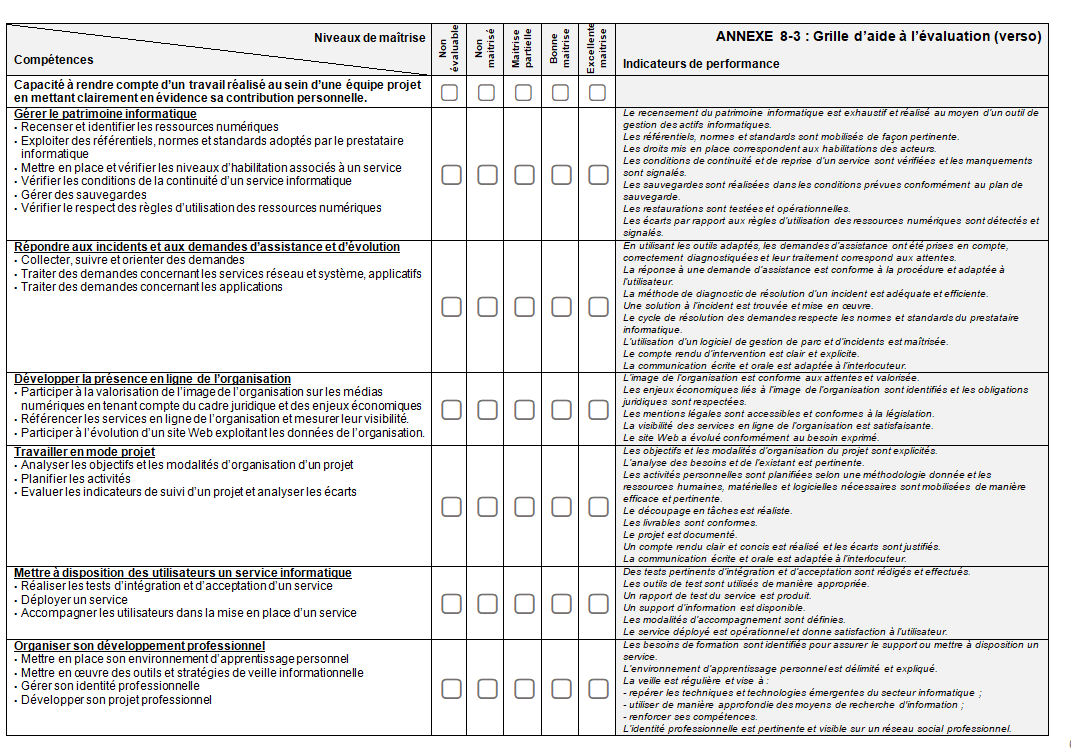 Niveaux de maîtrise
Compétences
Non évaluable
Non maitrisé
Maitrise partielle
Bonne maitrise
Excellente maitrise
ANNEXE 8-3 : Grille d’aide à l’évaluation (verso)
Indicateurs de performance
Capacité à rendre compte d’un travail réalisé au sein d’une équipe projet
en mettant clairement en évidence sa contribution personnelle.
Gérer le patrimoine informatique
• Recenser et identifier les ressources numériques
• Exploiter des référentiels, normes et standards adoptés par le prestataire
informatique
• Mettre en place et vérifier les niveaux d’habilitation associés à un service
• Vérifier les conditions de la continuité d’un service informatique
• Gérer des sauvegardes
• Vérifier le respect des règles d’utilisation des ressources numériques
Le recensement du patrimoine informatique est exhaustif et réalisé au moyen d’un outil de
gestion des actifs informatiques.
Les référentiels, normes et standards sont mobilisés de façon pertinente.
Les droits mis en place correspondent aux habilitations des acteurs.
Les conditions de continuité et de reprise d’un service sont vérifiées et les manquements
sont signalés.
Les sauvegardes sont réalisées dans les conditions prévues conformément au plan de
sauvegarde.
Les restaurations sont testées et opérationnelles.
Les écarts par rapport aux règles d’utilisation des ressources numériques sont détectés et
signalés.
Répondre aux incidents et aux demandes d’assistance et d’évolution
• Collecter, suivre et orienter des demandes
• Traiter des demandes concernant les services réseau et système, applicatifs
• Traiter des demandes concernant les applications
En utilisant les outils adaptés, les demandes d’assistance ont été prises en compte,
correctement diagnostiquées et leur traitement correspond aux attentes.
La réponse à une demande d’assistance est conforme à la procédure et adaptée à
l’utilisateur.
La méthode de diagnostic de résolution d’un incident est adéquate et efficiente.
Une solution à l’incident est trouvée et mise en œuvre.
Le cycle de résolution des demandes respecte les normes et standards du prestataire
informatique.
L’utilisation d’un logiciel de gestion de parc et d’incidents est maîtrisée.
Le compte rendu d’intervention est clair et explicite.
La communication écrite et orale est adaptée à l’interlocuteur.
Développer la présence en ligne de l’organisation
• Participer à la valorisation de l’image de l’organisation sur les médias
numériques en tenant compte du cadre juridique et des enjeux économiques
• Référencer les services en ligne de l’organisation et mesurer leur visibilité.
• Participer à l’évolution d’un site Web exploitant les données de l’organisation.
L’image de l’organisation est conforme aux attentes et valorisée.
Les enjeux économiques liés à l’image de l’organisation sont identifiés et les obligations
juridiques sont respectées.
Les mentions légales sont accessibles et conformes à la législation.
La visibilité des services en ligne de l’organisation est satisfaisante.
Le site Web a évolué conformément au besoin exprimé.
Travailler en mode projet
• Analyser les objectifs et les modalités d’organisation d’un projet
• Planifier les activités
• Evaluer les indicateurs de suivi d’un projet et analyser les écarts
Les objectifs et les modalités d’organisation du projet sont explicités.
L’analyse des besoins et de l’existant est pertinente.
Les activités personnelles sont planifiées selon une méthodologie donnée et les
ressources humaines, matérielles et logicielles nécessaires sont mobilisées de manière
efficace et pertinente.
Le découpage en tâches est réaliste.
Les livrables sont conformes.
Le projet est documenté.
Un compte rendu clair et concis est réalisé et les écarts sont justifiés.
La communication écrite et orale est adaptée à l’interlocuteur.
Mettre à disposition des utilisateurs un service informatique
• Réaliser les tests d’intégration et d’acceptation d’un service
• Déployer un service
• Accompagner les utilisateurs dans la mise en place d’un service
Des tests pertinents d’intégration et d’acceptation sont rédigés et effectués.
Les outils de test sont utilisés de manière appropriée.
Un rapport de test du service est produit.
Un support d’information est disponible.
Les modalités d’accompagnement sont définies.
Le service déployé est opérationnel et donne satisfaction à l’utilisateur.
Organiser son développement professionnel
• Mettre en place son environnement d’apprentissage personnel
• Mettre en œuvre des outils et stratégies de veille informationnelle
• Gérer son identité professionnelle
• Développer son projet professionnel
Les besoins de formation sont identifiés pour assurer le support ou mettre à disposition un
service.
L’environnement d’apprentissage personnel est délimité et expliqué.
La veille est régulière et vise à :
- repérer les techniques et technologies émergentes du secteur informatique ;
- utiliser de manière approfondie des moyens de recherche d’information ;
- renforcer ses compétences.
L’identité professionnelle est pertinente et visible sur un réseau social professionnel.